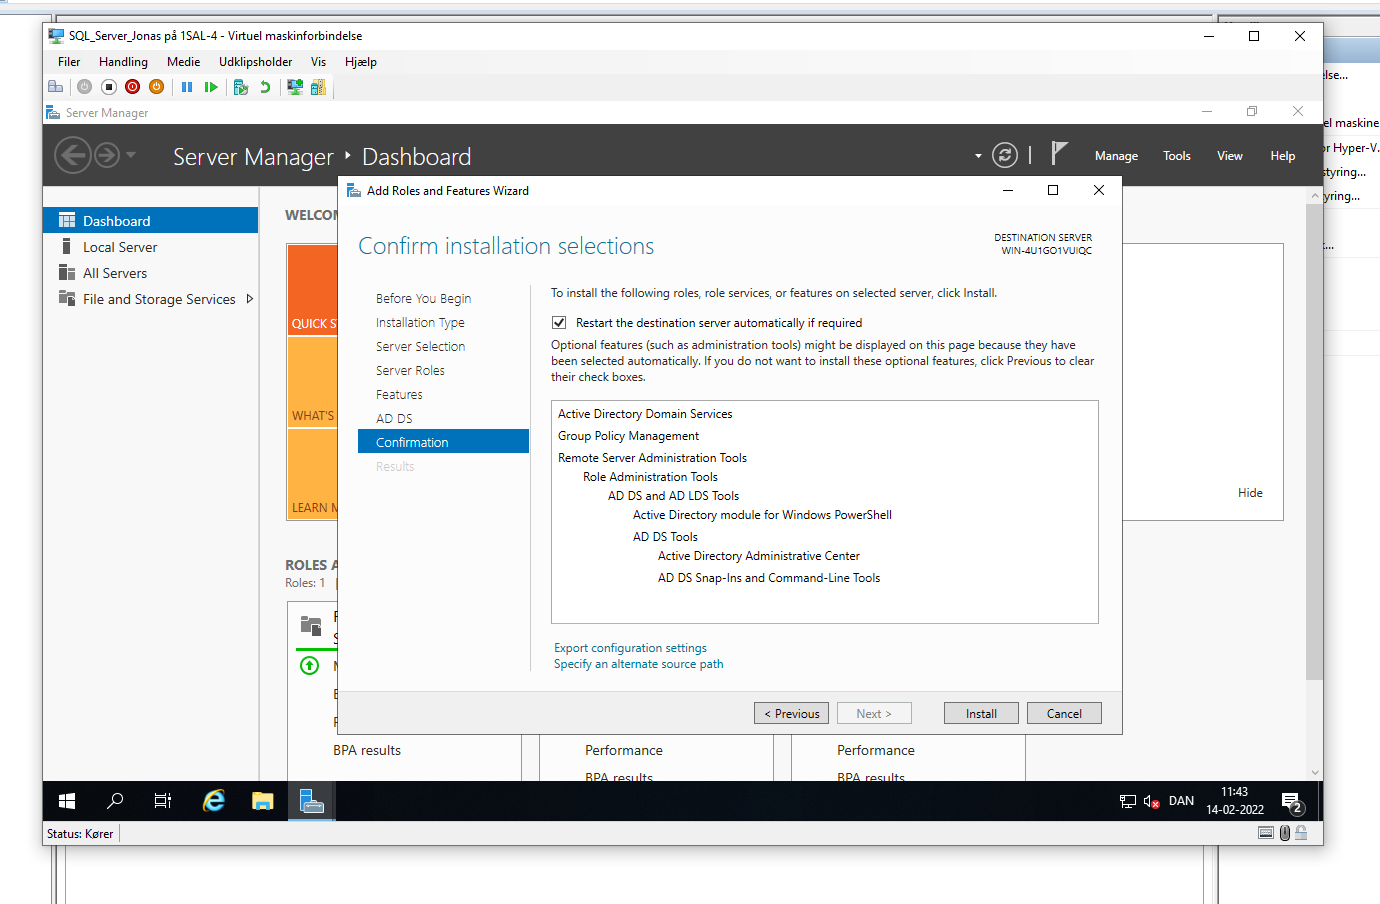 SQL_Server_Jonas på 1SAL-4 - Virtuel maskinforbindelse
Filer Handling Medie Udklipsholder Vis Hjælp
Server Manager
Server Manager Dashboard
Manage Tools View Help
Dashboard
Local Server
All Servers
File and Storage Services
QUICK
LEARN
Hide
Roles: 1
BPA results
Performance
BPA results
Performance
BPA results
Add Roles and Features Wizard
Confirm installation selections
DESTINATION SERVER
WIN-4U1GO1VUIQC
Before You Begin
Installation Type
Server Selection
Server Roles
Features
AD DS
Confirmation
Results
To install the following roles, role services, or features on selected server, click Install.
Restart the destination server automatically if required
Optional features (such as administration tools) might be displayed on this page because they have
been selected automatically. If you do not want to install these optional features, click Previous to clear
their check boxes.
Active Directory Domain Services
Group Policy Management
Remote Server Administration Tools
Role Administration Tools
AD DS and AD LDS Tools
Active Directory module for Windows PowerShell
AD DS Tools
Active Directory Administrative Center
AD DS Snap-Ins and Command-Line Tools
Export configuration settings
Specify an alternate source path
< Previous Next > Install Cancel
DAN
11:43
14-02-2022
2
Status: Kører
maskine
Hyper-V.